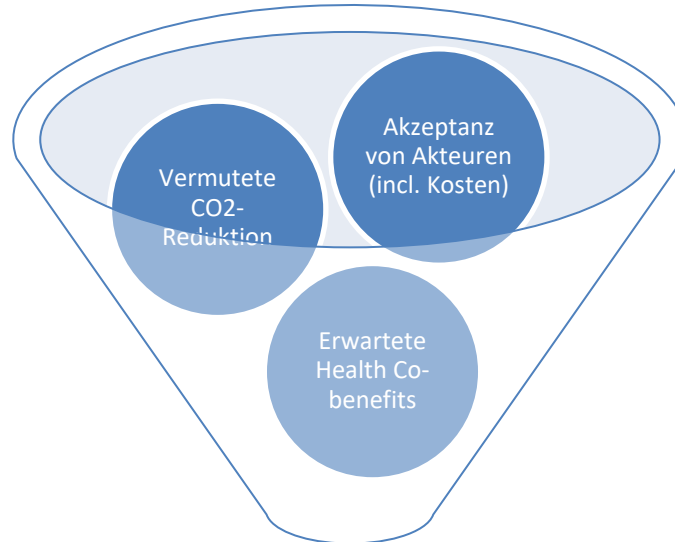 Vermutete
CO2-
Reduktion
Akzeptanz
von Akteuren
(incl. Kosten)
Erwartete
Health Co-
benefits